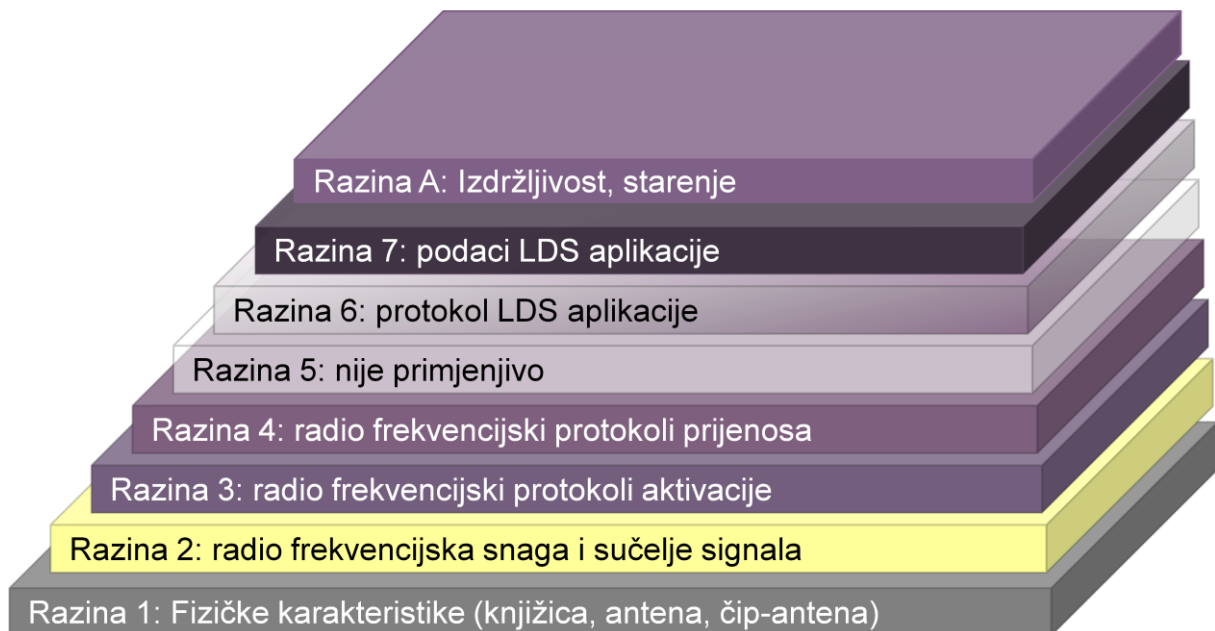 Razina A: Izdržljivost, starenje
Razina 7: podaci LDS aplikacije
Razina 6: protokol LDS aplikacije
Razina 5: nije primjenjivo
Razina 4: radio frekvencijski protokoli prijenosa
Razina 3: radio frekvencijski protokoli aktivacije
Razina 2: radio frekvencijska snaga i sučelje signala
Razina 1: Fizičke karakteristike (knjižica, antena, čip-antena)